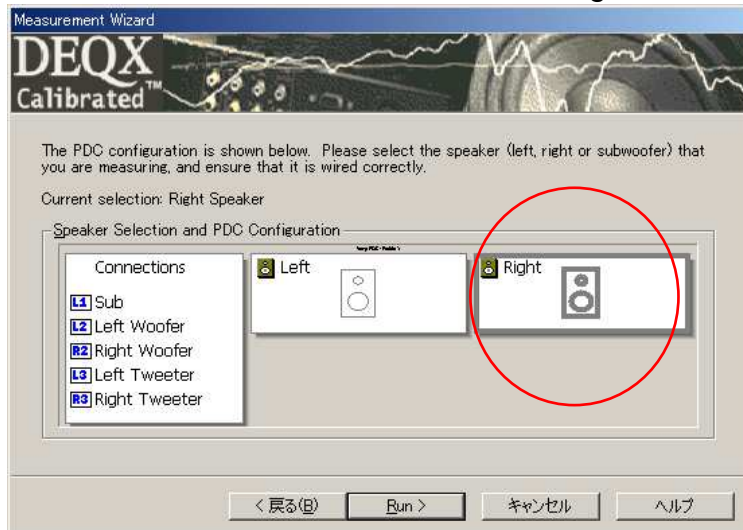 Measurement Wizard
DEQX
Calibrated™
The PDC configuration is shown below. Please select the speaker (left, right or subwoofer) that
you are measuring, and ensure that it is wired correctly.
Current selection: Right Speaker
Speaker Selection and PDC Configuration
Connections
L1 Sub
L2 Left Woofer
R2 Right Woofer
L3 Left Tweeter
R3 Right Tweeter
Left
Right
< 戻る(B)
Run >
キャンセル
ヘルプ